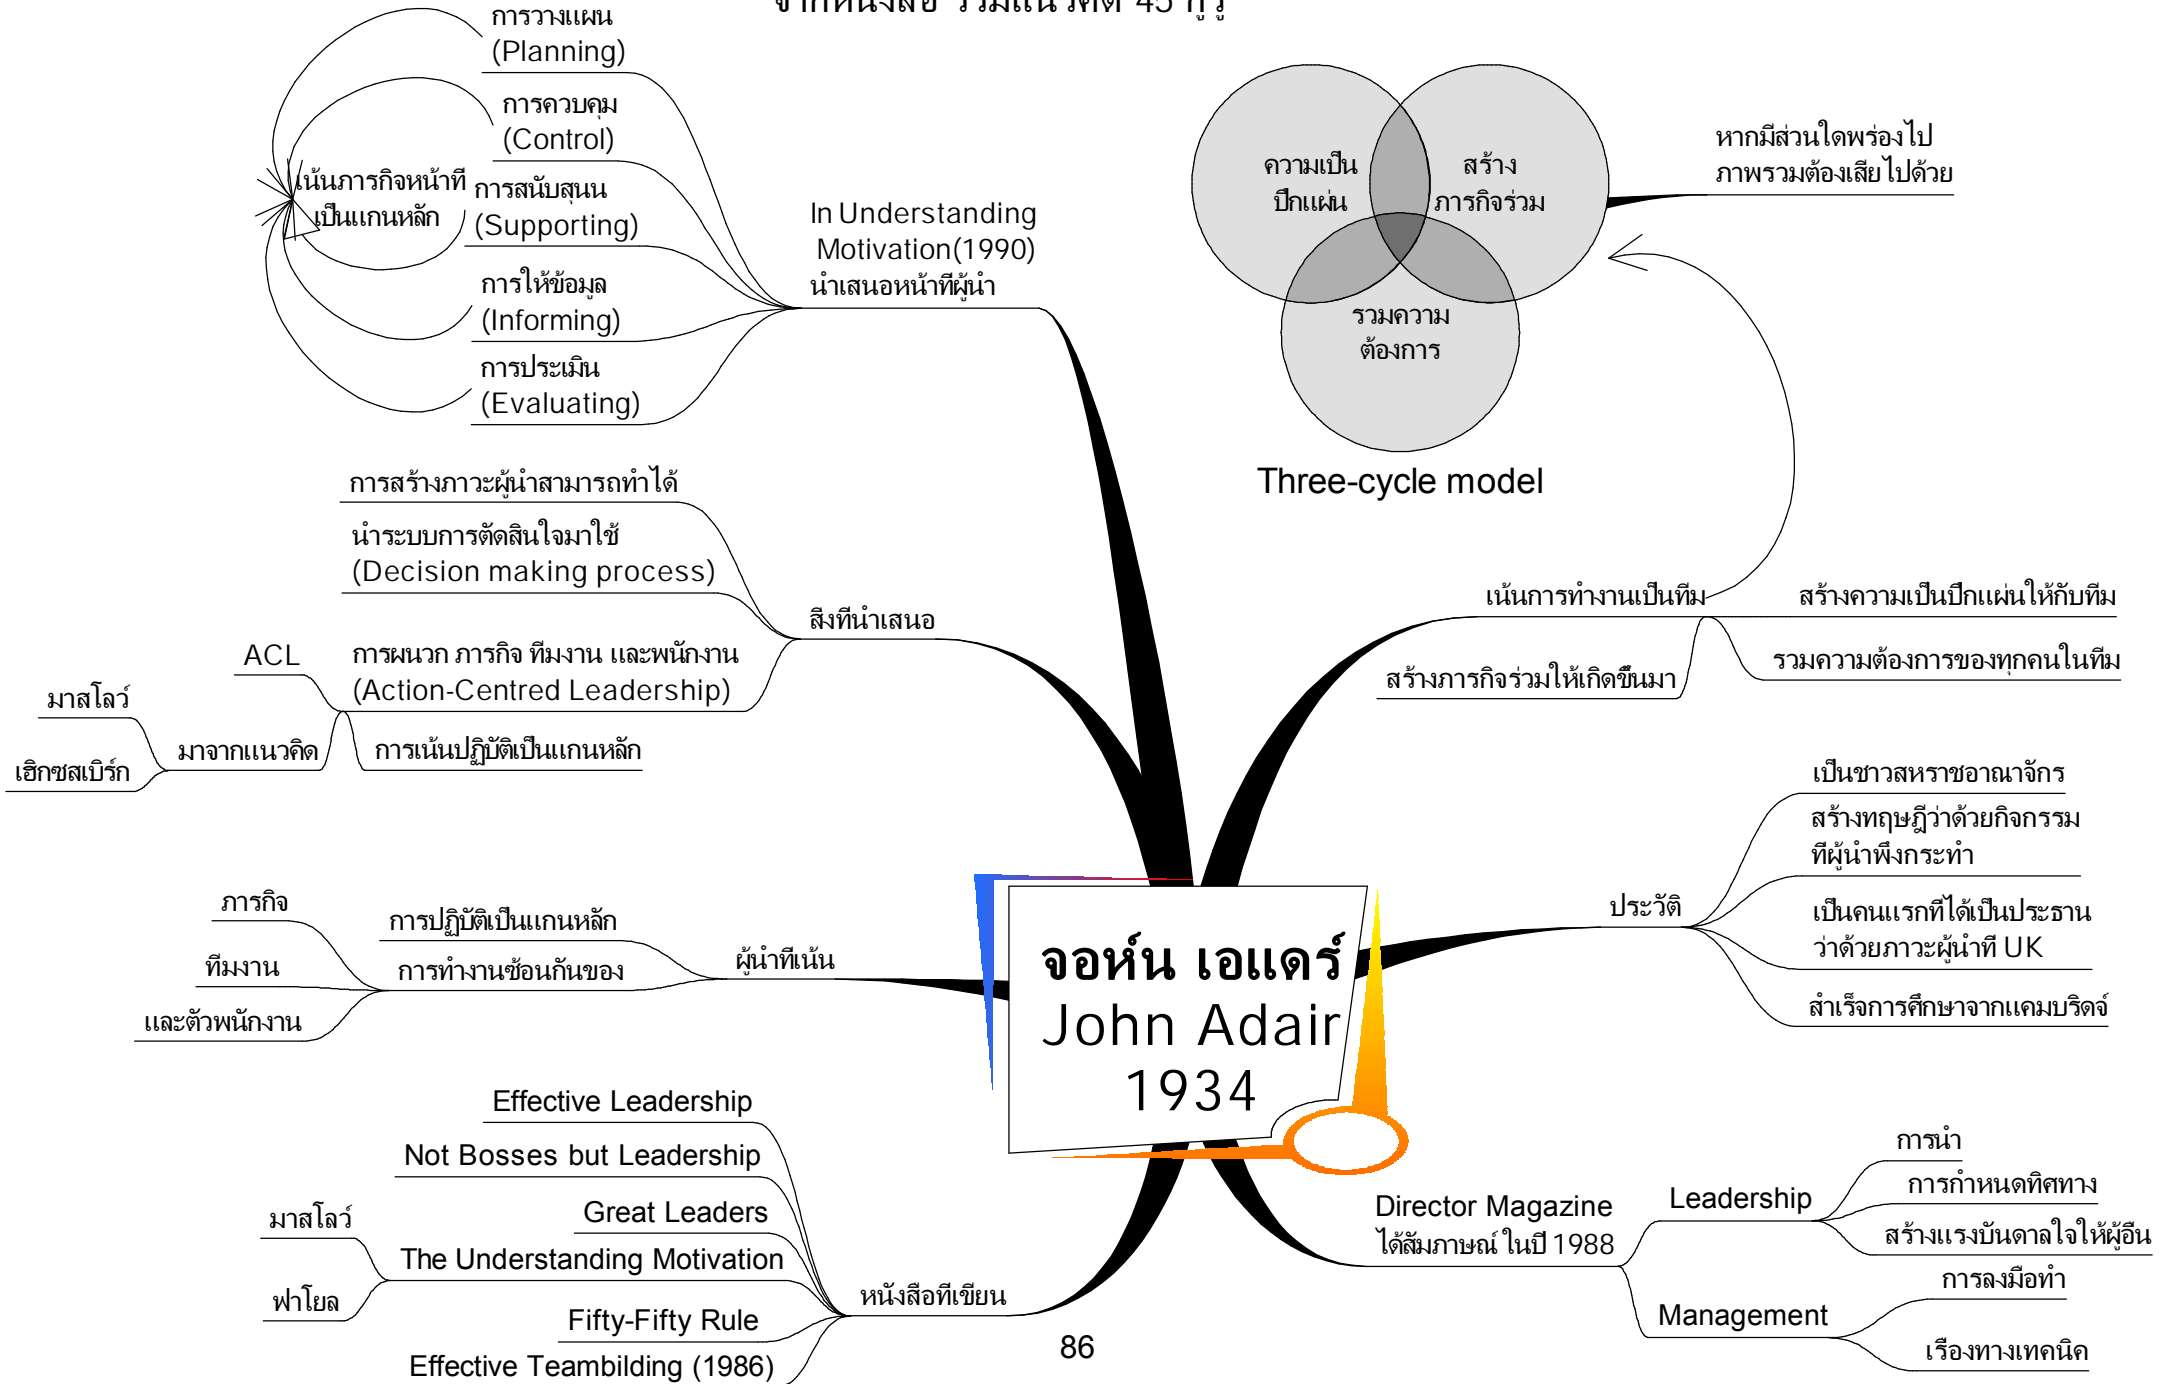 จากหนังสือ รวมแนวคิด 45 กูรู
การวางแผน
(Planning)
การควบคุม
(Control)
เน้นภารกิจหน้าที
เป็นแกนหลัก
การสนับสุนน
(Supporting)
การให้ข้อมูล
(Informing)
การประเมิน
(Evaluating)
In Understanding
Motivation(1990)
นำเสนอหน้าทีผู้นำ
ความเป็น
ปึกแผ่น
สร้าง
ภารกิจร่วม
รวมความ
ต้องการ
Three-cycle model
หากมีส่วนใดพร่องไป
ภาพรวมต้องเสียไปด้วย
การสร้างภาวะผู้นำสามารถทำได้
นำระบบการตัดสินใจมาใช้
(Decision making process)
สิงทีนำเสนอ
ACL
การผนวก ภารกิจ ทีมงาน และพนักงาน
(Action-Centred Leadership)
มาสโลว์
เฮิกซสเบิร์ก
มาจากแนวคิด
การเน้นปฏิบัติเป็นแกนหลัก
เน้นการทำงานเป็นทีม
สร้างความเป็นปึกแผ่นให้กับทีม
รวมความต้องการของทุกคนในทีม
สร้างภารกิจร่วมให้เกิดขึนมา
เป็นชาวสหราชอาณาจักร
สร้างทฤษฎีว่าด้วยกิจกรรม
ทีผู้นำพึงกระทำ
ประวัติ
เป็นคนแรกทีได้เป็นประธาน
ว่าด้วยภาวะผู้นำที UK
สำเร็จการศึกษาจากแคมบริดจ์
ภารกิจ
ทีมงาน
และตัวพนักงาน
การปฏิบัติเป็นแกนหลัก
การทำงานซ้อนกันของ
ผู้นำทีเน้น
จอห์น เอแดร์
John Adair
1934
Effective Leadership
Not Bosses but Leadership
Great Leaders
The Understanding Motivation
มาสโลว์
ฟาโยล
Fifty-Fifty Rule
Effective Teambilding (1986)
หนังสือทีเขียน
Director Magazine
ได้สัมภาษณ์ ในปี 1988
Leadership
การนำ
การกำหนดทิศทาง
สร้างแรงบันดาลใจให้ผู้อืน
Management
การลงมือทำ
เรืองทางเทคนิค
86